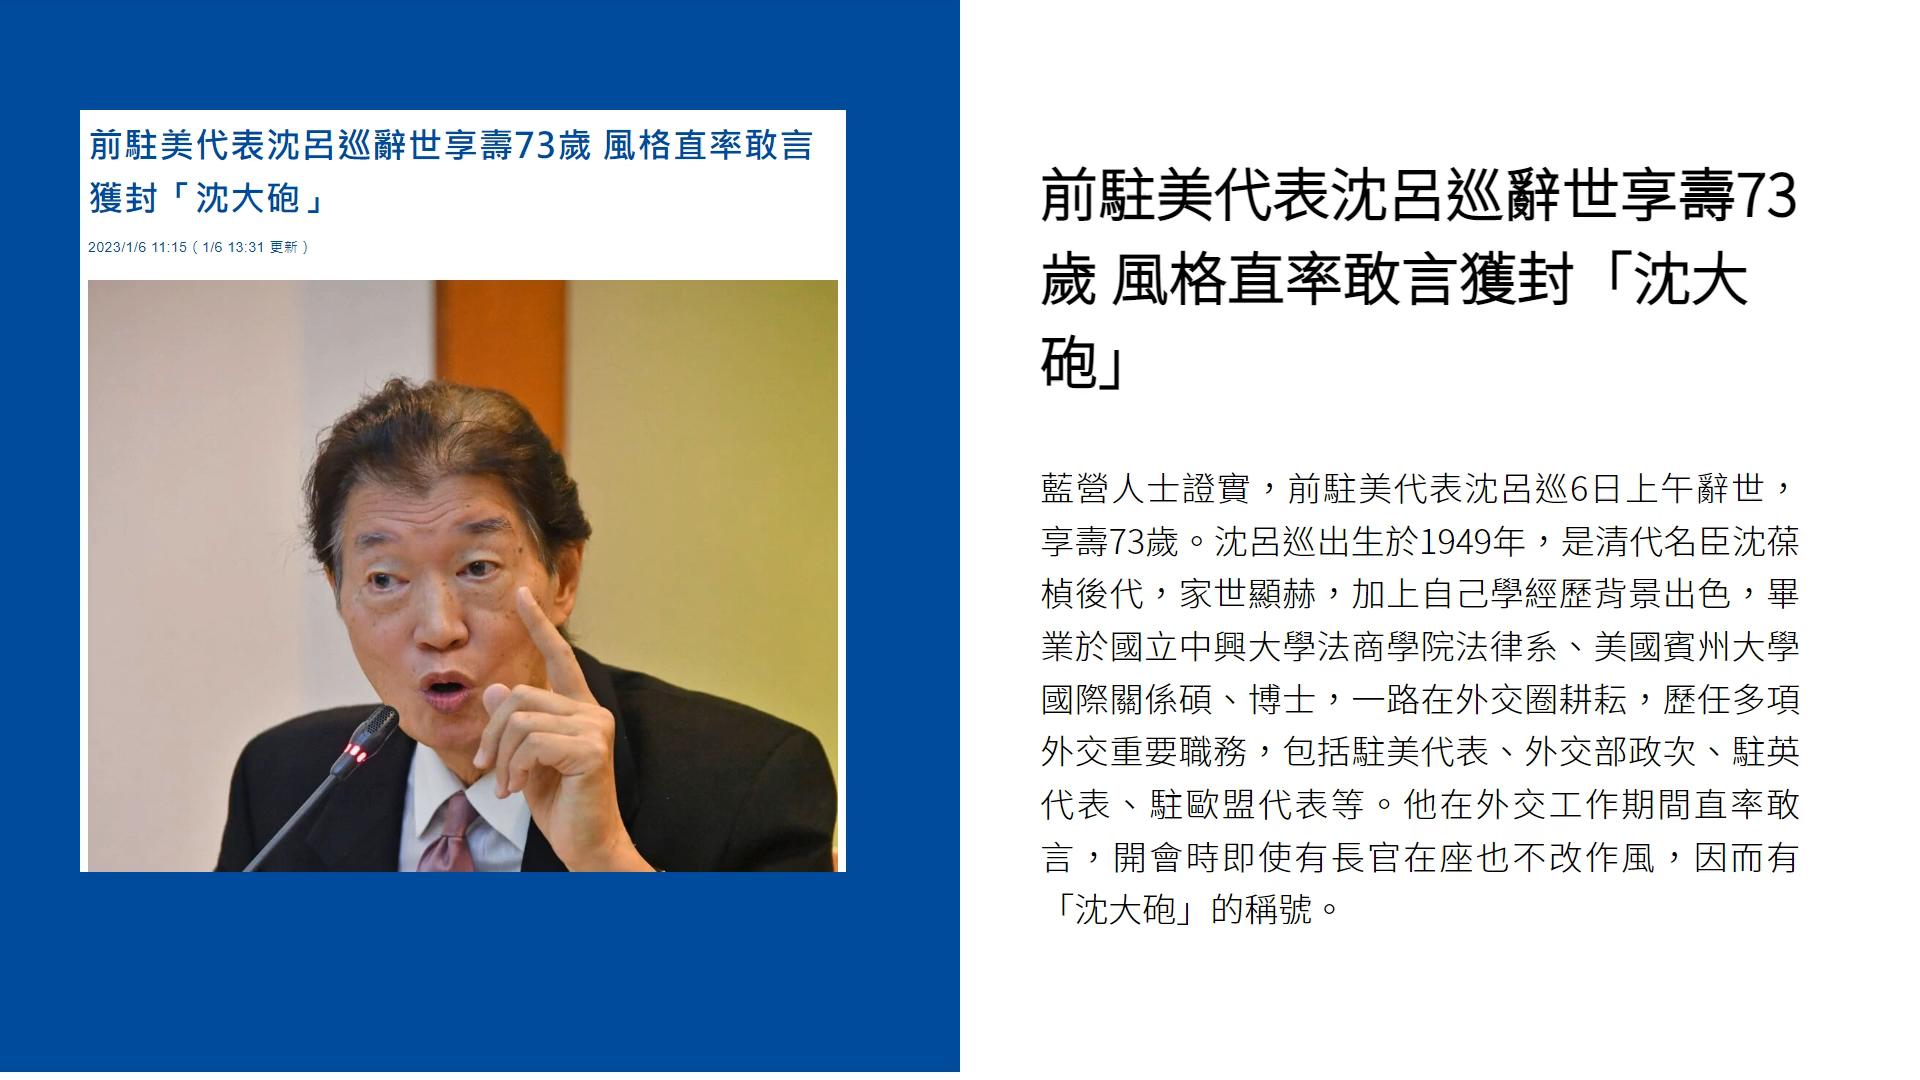 前駐美代表沈呂巡辭世享壽73歲 風格直率敢言
獲封「沈大砲」
2023/1/6 11:15（1/6 13:31 更新）
前駐美代表沈呂巡辭世享壽73
歲 風格直率敢言獲封「沈大
砲」
藍營人士證實，前駐美代表沈呂巡6日上午辭世，
享壽73歲。沈呂巡出生於1949年，是清代名臣沈葆
楨後代，家世顯赫，加上自己學經歷背景出色，畢
業於國立中興大學法商學院法律系、美國賓州大學
國際關係碩、博士，一路在外交圈耕耘，歷任多項
外交重要職務，包括駐美代表、外交部政次、駐英
代表、駐歐盟代表等。他在外交工作期間直率敢
言，開會時即使有長官在座也不改作風，因而有
「沈大砲」的稱號。